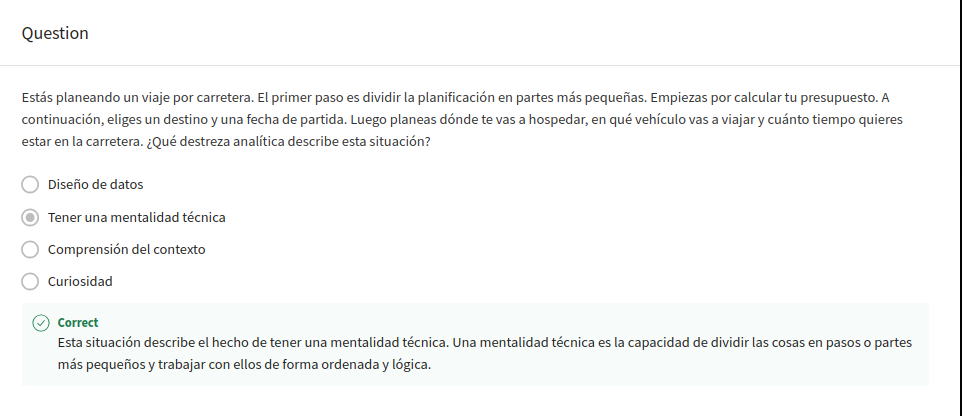 Question
Estás planeando un viaje por carretera. El primer paso es dividir la planificación en partes más pequeñas. Empiezas por calcular tu presupuesto. A
continuación, eliges un destino y una fecha de partida. Luego planeas dónde te vas a hospedar, en qué vehículo vas a viajar y cuánto tiempo quieres
estar en la carretera. ¿Qué destreza analítica describe esta situación?
Diseño de datos
Tener una mentalidad técnica
Comprensión del contexto
Curiosidad
Correct
Esta situación describe el hecho de tener una mentalidad técnica. Una mentalidad técnica es la capacidad de dividir las cosas en pasos o partes
más pequeños y trabajar con ellos de forma ordenada y lógica.